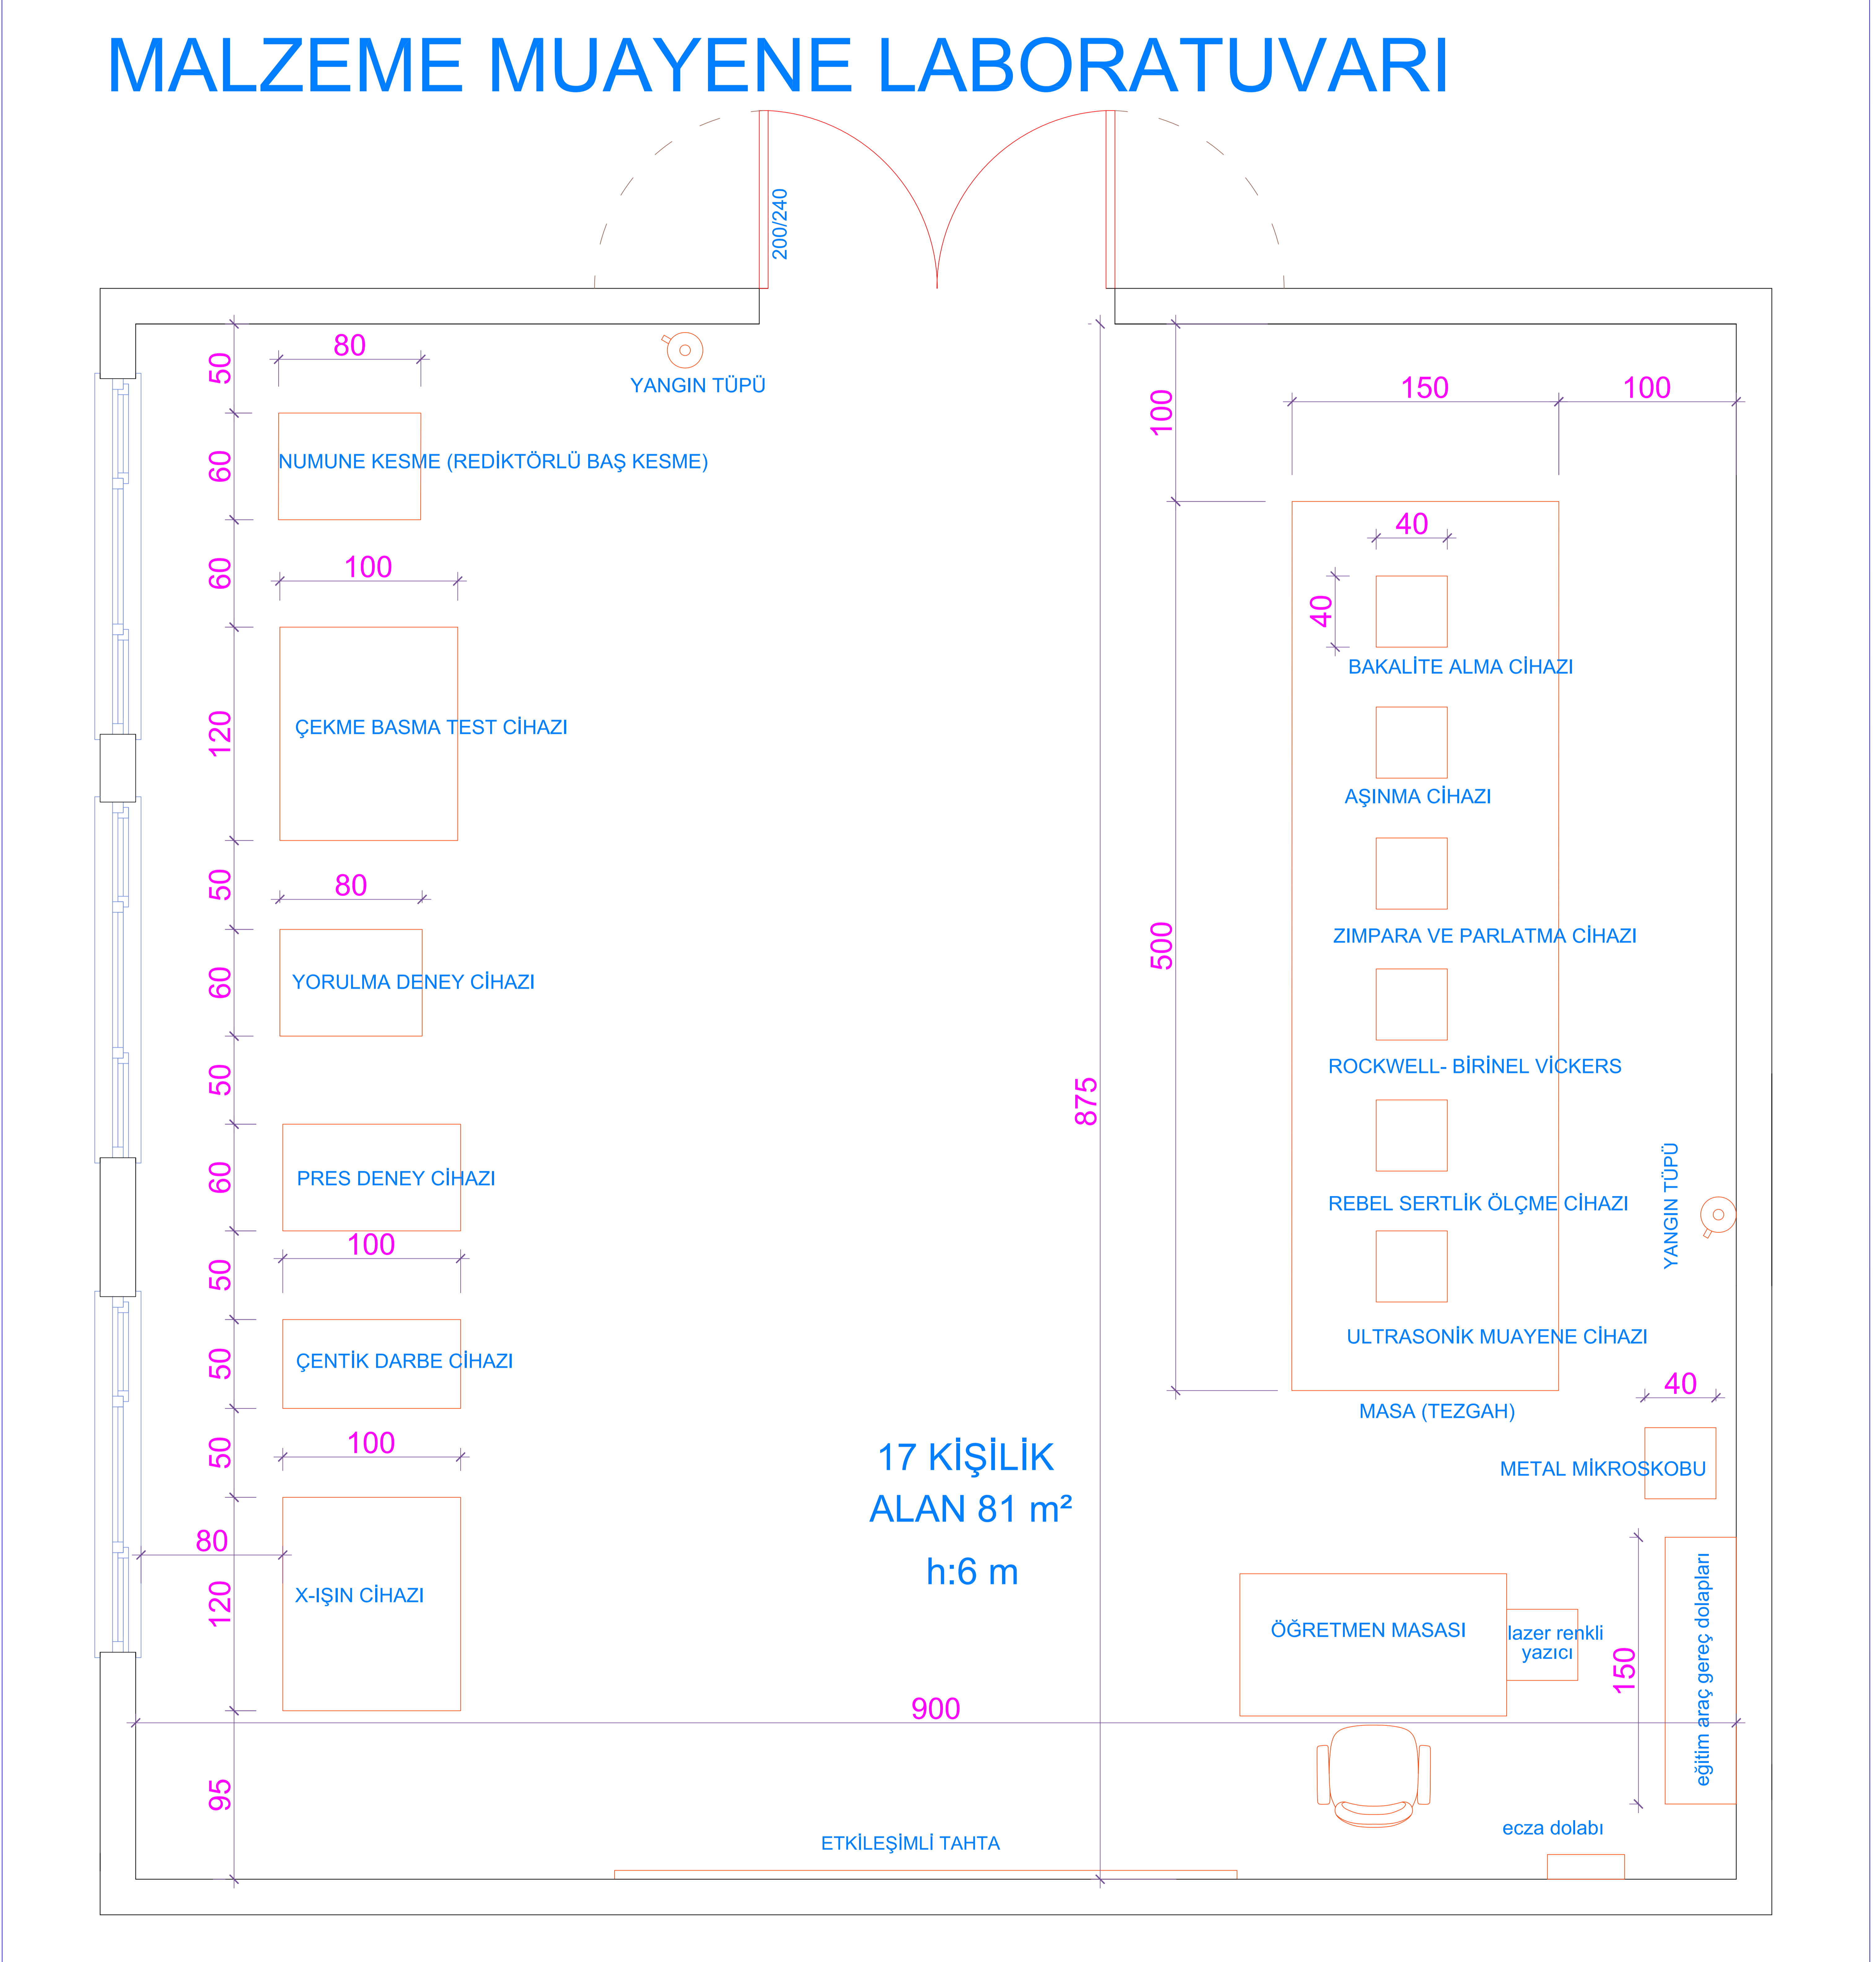 MALZEME MUAYENE LABORATUVARI
200/240
YANGIN TÜPÜ
50
80
60
NUMUNE KESME (REDİKTÖRLÜ BAŞ KESME)
60
100
120
ÇEKME BASMA TEST CİHAZI
50
80
60
YORULMA DENEY CİHAZI
50
60
PRES DENEY CİHAZI
100
50
50
ÇENTİK DARBE CİHAZI
50
100
80
120
X-IŞIN CİHAZI
95
875
900
17 KİŞİLİK
ALAN 81 m²
h:6 m
ETKİLEŞİMLİ TAHTA
100
150
100
500
40
40
BAKALİTE ALMA CİHAZI
AŞINMA CİHAZI
ZIMPARA VE PARLATMA CİHAZI
ROCKWELL- BİRİNEL VİCKERS
REBEL SERTLİK ÖLÇME CİHAZI
ULTRASONİK MUAYENE CİHAZI
MASA (TEZGAH)
YANGIN TÜPÜ
40
METAL MİKROSKOBU
ÖĞRETMEN MASASI
lazer renkli
yazıcı
150
eğitim araç gereç dolapları
ecza dolabı